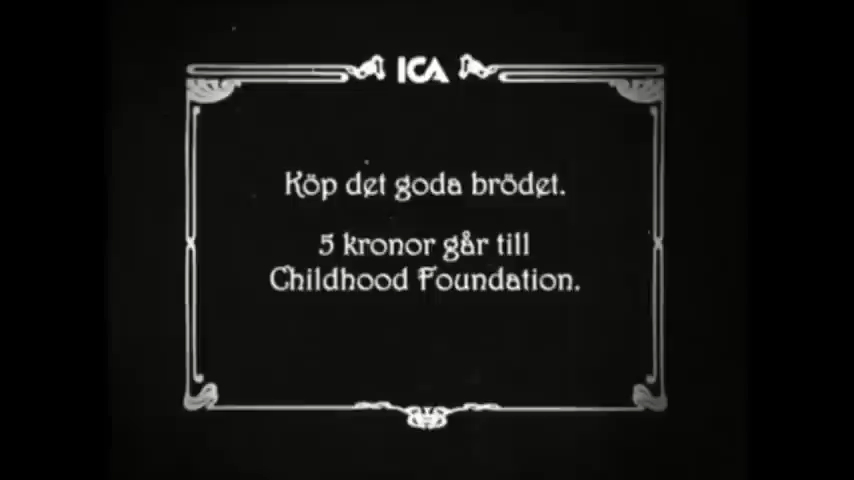 ICA
Köp det goda brödet.
5 kronor går till
Childhood Foundation.